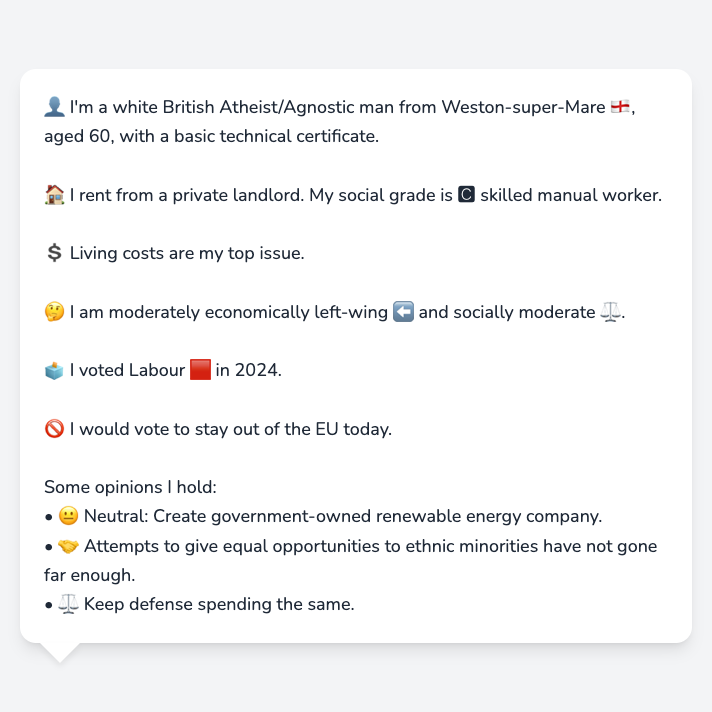 👤 I'm a white British Atheist/Agnostic man from Weston-super-Mare 🏴󠁧󠁢󠁥󠁮󠁧󠁿,
aged 60, with a basic technical certificate.
🏠 I rent from a private landlord. My social grade is 🅲 skilled manual worker.
💲 Living costs are my top issue.
🤔 I am moderately economically left-wing ⬅️ and socially moderate ⚖️.
🗳️ I voted Labour 🟥 in 2024.
🚫 I would vote to stay out of the EU today.
Some opinions I hold:
• 😐 Neutral: Create government-owned renewable energy company.
• 🤝 Attempts to give equal opportunities to ethnic minorities have not gone
far enough.
• ⚖️ Keep defense spending the same.